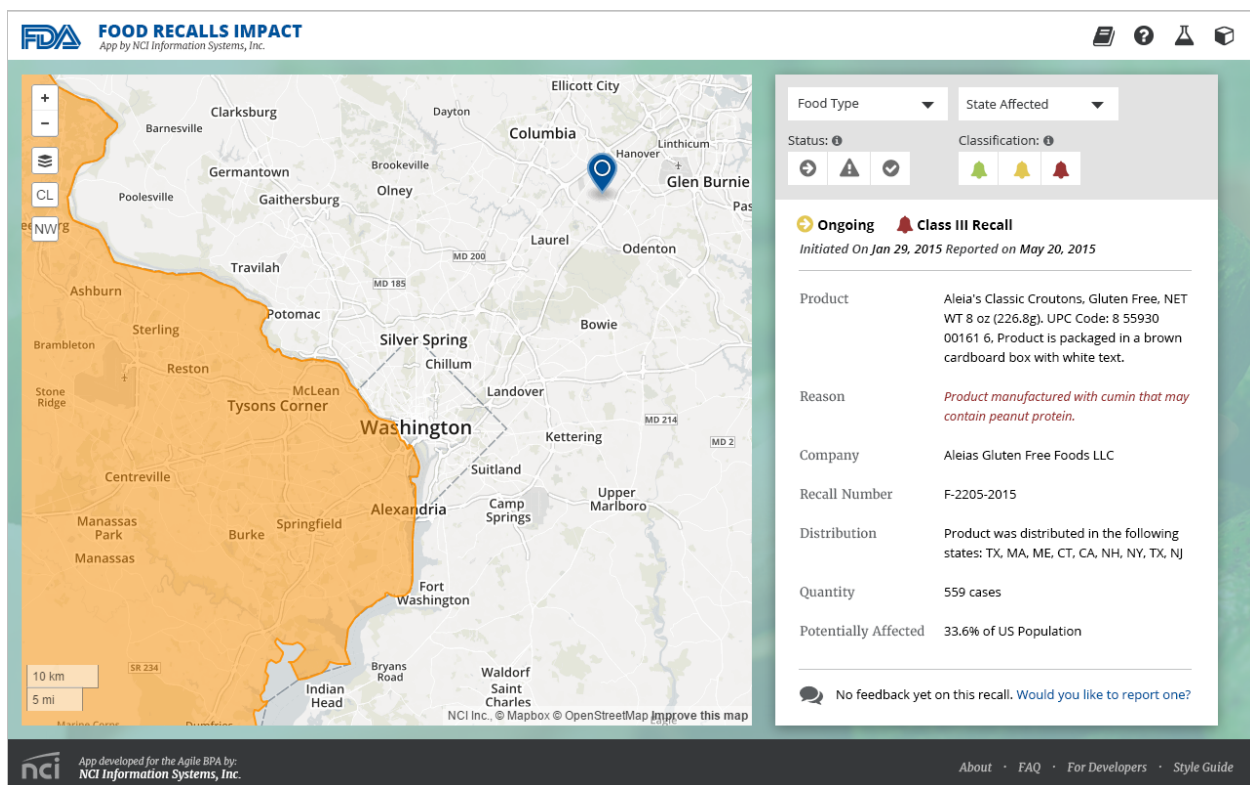 FDA
FOOD RECALLS IMPACT
App by NCI Information Systems, Inc.
+
−
CL
NW
Ellicott City
Clarksburg
Dayton
Barnesville
Columbia
Linthicum
Hanover
Germantown
Brookeville
Glen Burnie
Olney
Poolesville
Gaithersburg
Laurel
Odenton
MD 200
Travilah
MD 185
Ashburn
Potomac
Bowie
Sterling
Silver Spring
Brambleton
Chillum
Reston
Stone
Ridge
McLean
Landover
Tysons Corner
MD 214
Washington
Kettering
MD 2
Suitland
Centreville
Upper
Marlboro
Camp
Springs
Alexandria
Manassas
Park
Springfield
Burke
Manassas
Fort
Washington
SR 234
Bryans
Road
Waldorf
10 km
Indian
Head
Saint
Charles
5 mi
NCI Inc., © Mapbox © OpenStreetMap Improve this map
Marine Corps
Dumfries
Food Type
State Affected
Status:
Classification:
Ongoing Class III Recall
Initiated On Jan 29, 2015 Reported on May 20, 2015
Product
Aleia's Classic Croutons, Gluten Free, NET
WT 8 oz (226.8g). UPC Code: 8 55930
00161 6, Product is packaged in a brown
cardboard box with white text.
Reason
Product manufactured with cumin that may
contain peanut protein.
Company
Aleias Gluten Free Foods LLC
Recall Number
F-2205-2015
Distribution
Product was distributed in the following
states: TX, MA, ME, CT, CA, NH, NY, TX, NJ
Quantity
559 cases
Potentially Affected
33.6% of US Population
No feedback yet on this recall. Would you like to report one?
nci
App developed for the Agile BPA by:
NCI Information Systems, Inc.
About · FAQ · For Developers · Style Guide